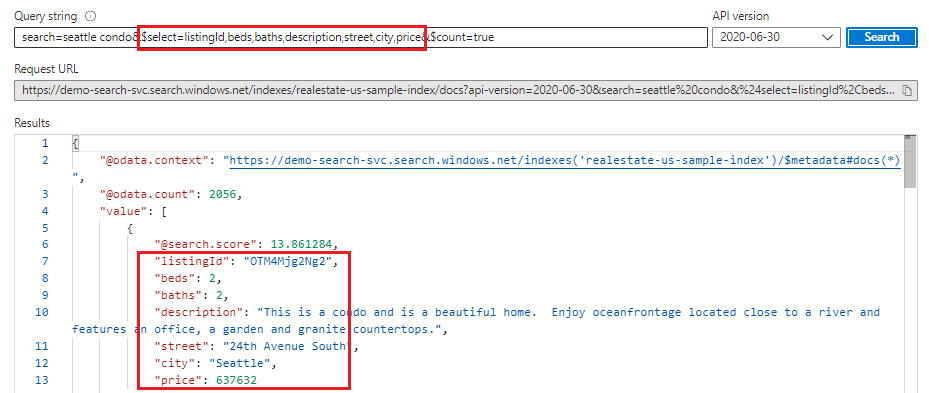 Query string
API version
search=seattle condo&$select=listingId,beds,baths,description,street,city,price&$count=true
2020-06-30
Search
Request URL
https://demo-search-svc.search.windows.net/indexes/realestate-us-sample-index/docs?api-version=2020-06-30&search=seattle%20condo&%24select=listingId%2Cbeds...
Results
1 {
2 "@odata.context": "https://demo-search-svc.search.windows.net/indexes('realestate-us-sample-index')/$metadata#docs(*)
",
3 "@odata.count": 2056,
4 "value": [
5 {
6 "@search.score": 13.861284,
7 "listingId": "OTM4Mjg2Ng2",
8 "beds": 2,
9 "baths": 2,
10 "description": "This is a condo and is a beautiful home.  Enjoy oceanfrontage located close to a river and
features an office, a garden and granite countertops.",
11 "street": "24th Avenue South",
12 "city": "Seattle",
13 "price": 637632